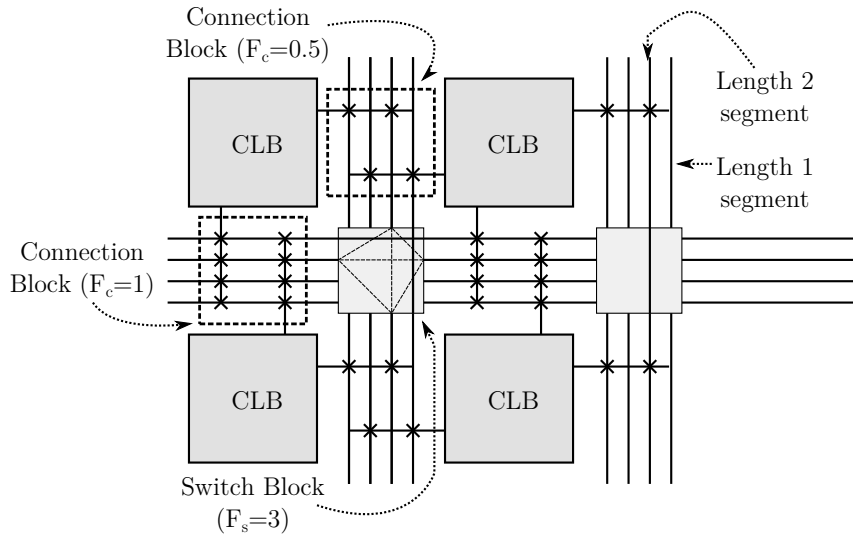 Connection
Block (F_c=0.5)
Length 2
segment
CLB
CLB
Length 1
segment
Connection
Block (F_c=1)
CLB
CLB
Switch Block
(F_s=3)